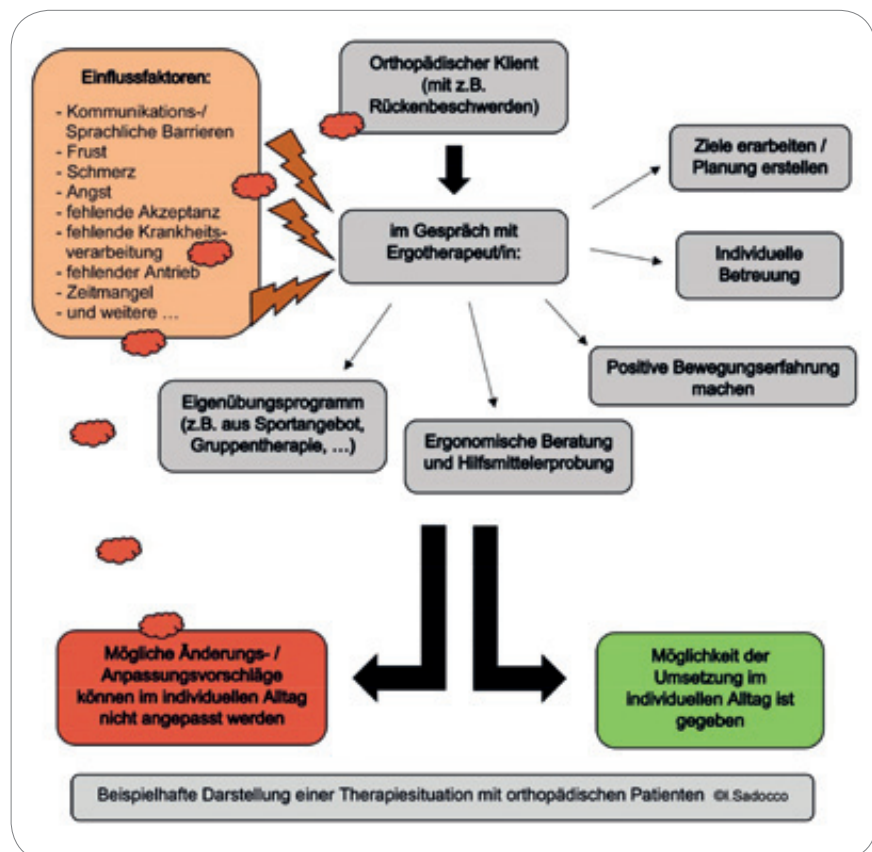 Einflussfaktoren:
- Kommunikations-/
Sprachliche Barrieren
- Frust
- Schmerz
- Angst
- fehlende Akzeptanz
- fehlende Krankheits-
verarbeitung
- fehlender Antrieb
- Zeitmangel
- und weitere ...
Orthopädischer Klient
(mit z.B.
Rückenbeschwerden)
im Gespräch mit
Ergotherapeut/in:
Ziele erarbeiten /
Planung erstellen
Individuelle
Betreuung
Positive Bewegungserfahrung
machen
Eigenübungsprogramm
(z.B. aus Sportangebot,
Gruppentherapie, ...)
Ergonomische Beratung
und Hilfsmittelerprobung
Mögliche Änderungs- /
Anpassungsvorschläge
können im individuellen Alltag
nicht angepasst werden
Möglichkeit der
Umsetzung im
individuellen Alltag ist
gegeben
Beispielhafte Darstellung einer Therapiesituation mit orthopädischen Patienten ©I.Sadocco